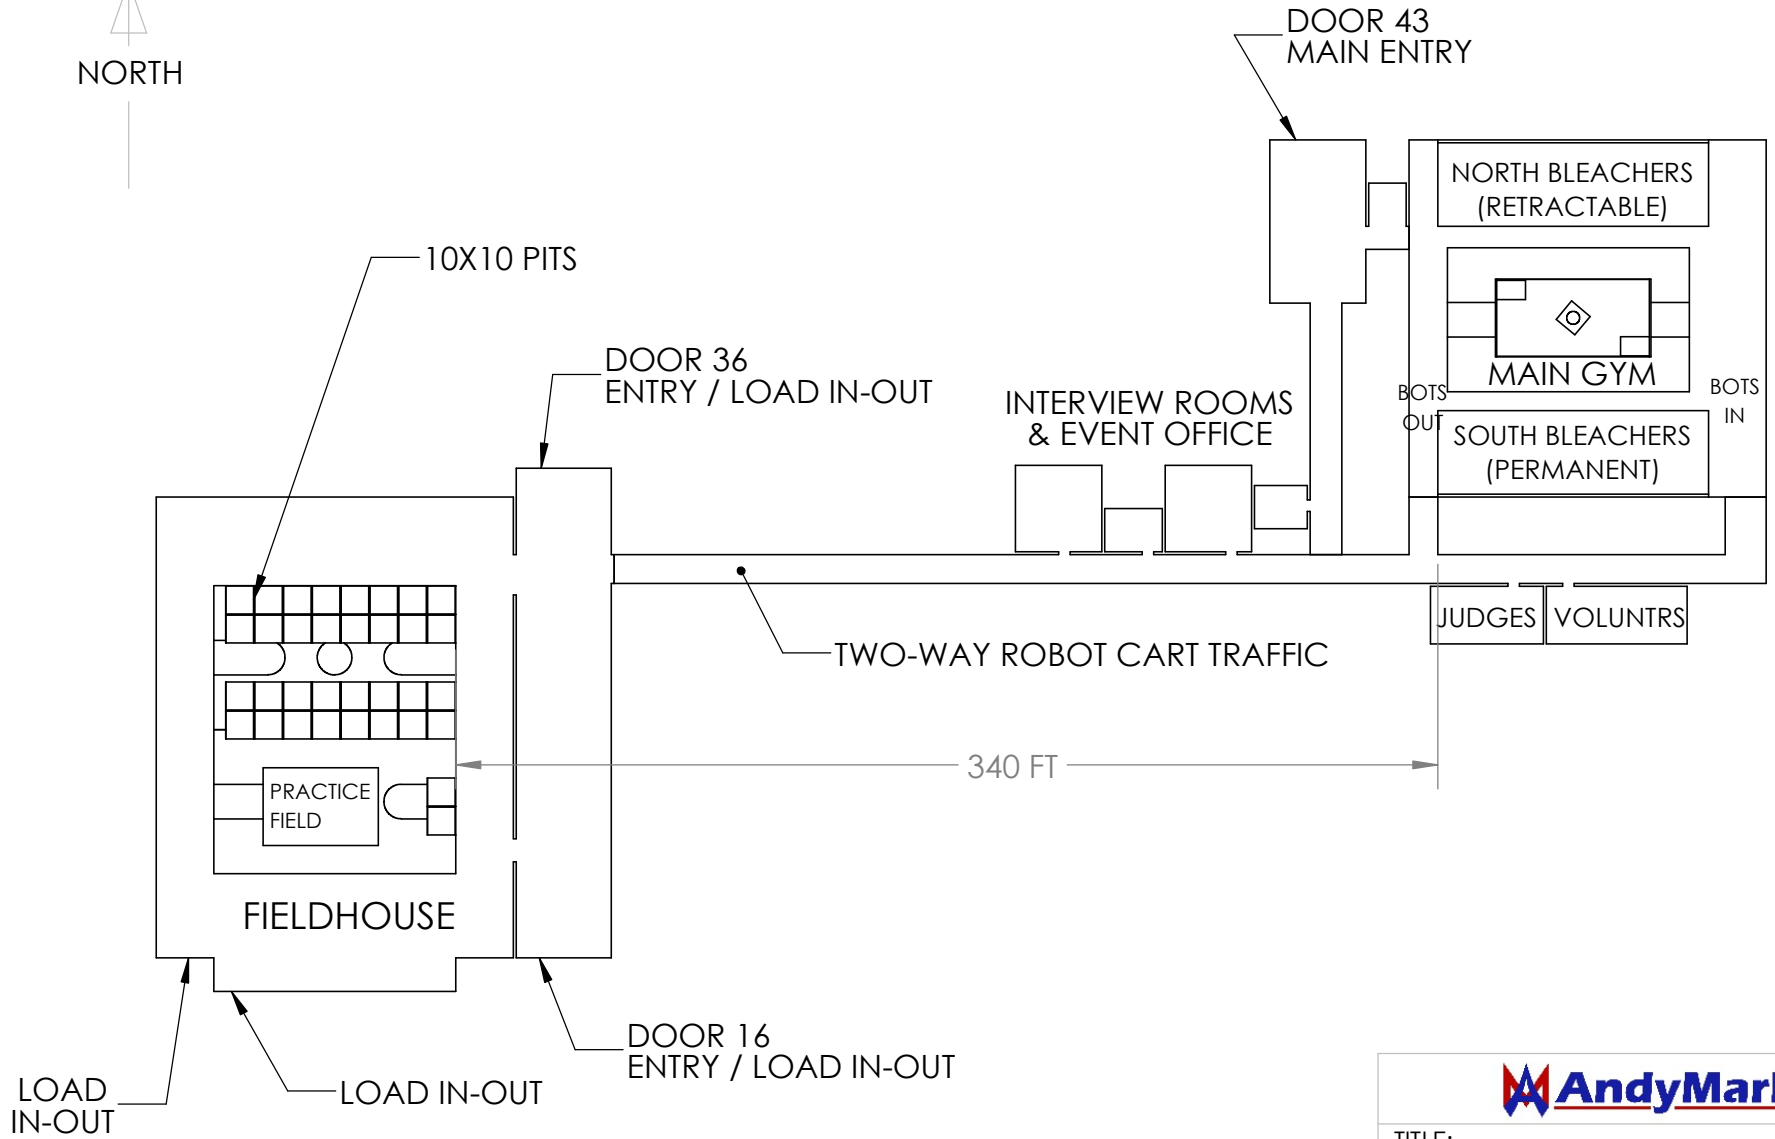 DOOR 43
MAIN ENTRY
NORTH
NORTH BLEACHERS
(RETRACTABLE)
10X10 PITS
DOOR 36
ENTRY / LOAD IN-OUT
INTERVIEW ROOMS
& EVENT OFFICE
MAIN GYM
BOTS
OUT
BOTS
IN
SOUTH BLEACHERS
(PERMANENT)
JUDGES
VOLUNTRS
TWO-WAY ROBOT CART TRAFFIC
340 FT
PRACTICE
FIELD
FIELDHOUSE
DOOR 16
ENTRY / LOAD IN-OUT
LOAD IN-OUT
LOAD
IN-OUT
AndyMark
TITLE: